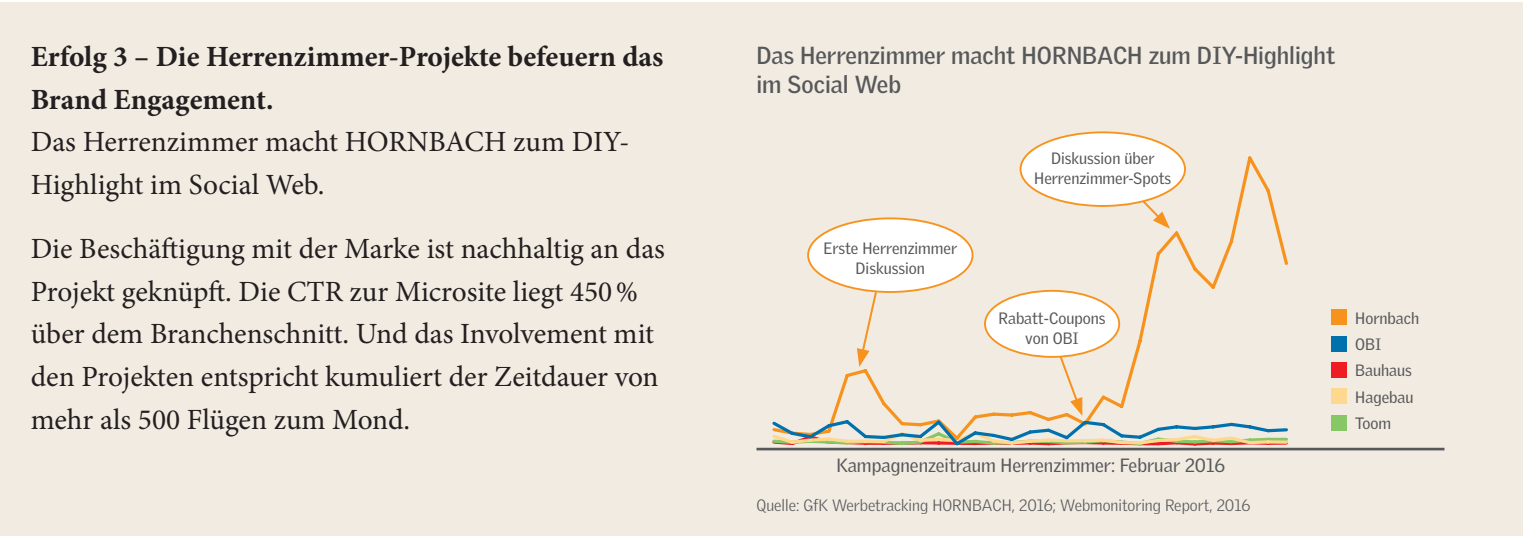 Erfolg 3 – Die Herrenzimmer-Projekte befeuern das
Brand Engagement.
Das Herrenzimmer macht HORNBACH zum DIY-
Highlight im Social Web.
Die Beschäftigung mit der Marke ist nachhaltig an das
Projekt geknüpft. Die CTR zur Microsite liegt 450 %
über dem Branchenschnitt. Und das Involvement mit
den Projekten entspricht kumuliert der Zeitdauer von
mehr als 500 Flügen zum Mond.
Das Herrenzimmer macht HORNBACH zum DIY-Highlight
im Social Web
Diskussion über
Herrenzimmer-Spots
Erste Herrenzimmer
Diskussion
Rabatt-Coupons
von OBI
Hornbach
OBI
Bauhaus
Hagebau
Toom
Kampagnenzeitraum Herrenzimmer: Februar 2016
Quelle: GfK Werbetracking HORNBACH, 2016; Webmonitoring Report, 2016